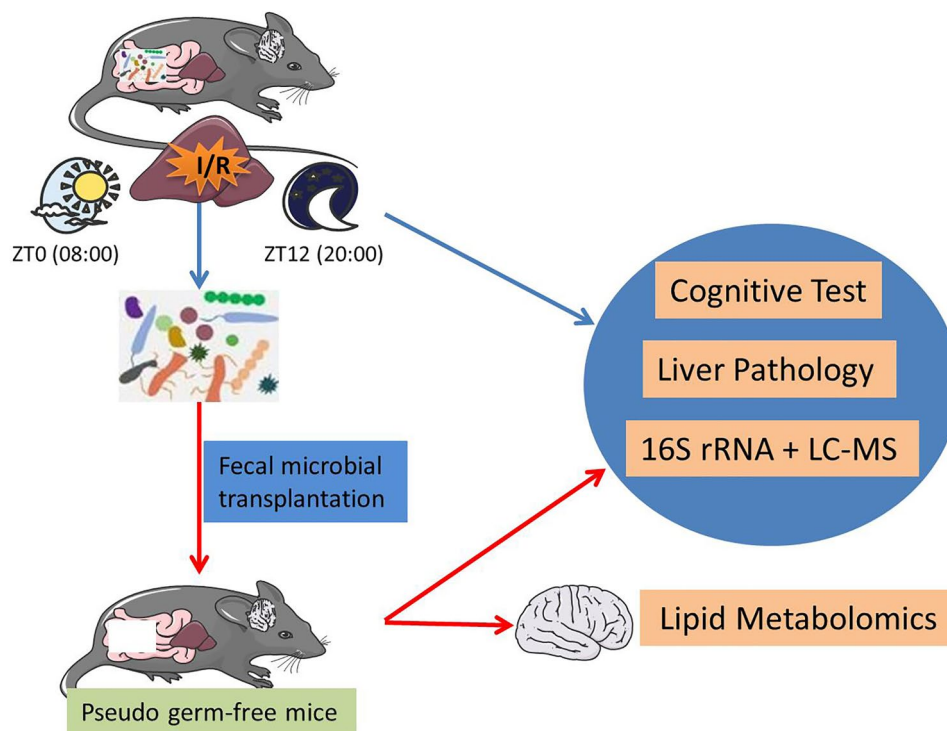 I/R
ZT0 (08:00)
ZT12 (20:00)
Cognitive Test
Liver Pathology
16S rRNA + LC-MS
Fecal microbial
transplantation
Lipid Metabolomics
Pseudo germ-free mice